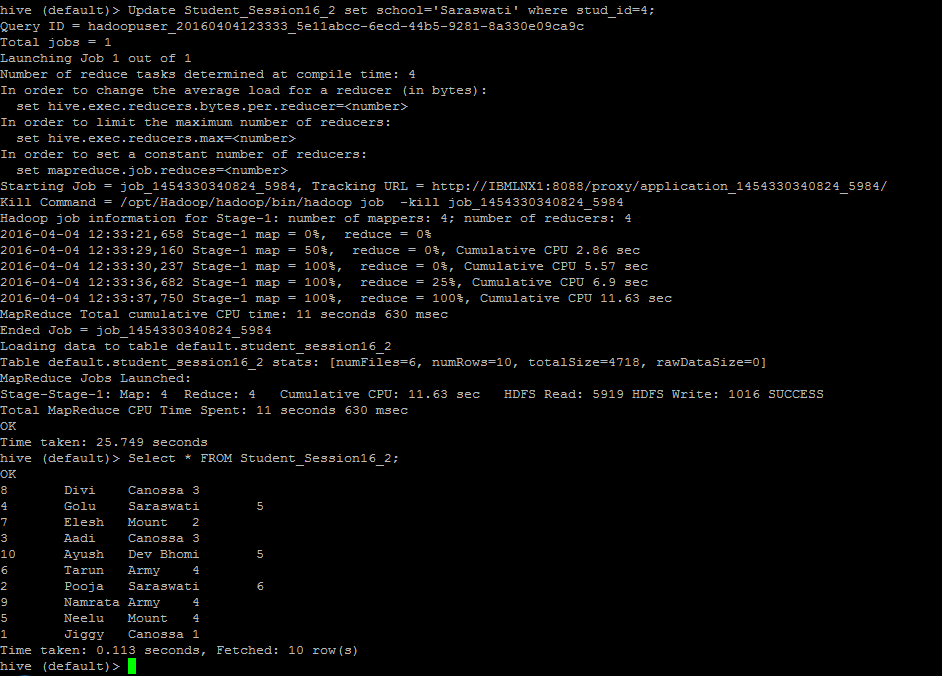 hive (default)> Update Student_Session16_2 set school='Saraswati' where stud_id=4;
Query ID = hadoopuser_20160404123333_5e11abcc-6ecd-44b5-9281-8a330e09ca9c
Total jobs = 1
Launching Job 1 out of 1
Number of reduce tasks determined at compile time: 4
In order to change the average load for a reducer (in bytes):
  set hive.exec.reducers.bytes.per.reducer=<number>
In order to limit the maximum number of reducers:
  set hive.exec.reducers.max=<number>
In order to set a constant number of reducers:
  set mapreduce.job.reduces=<number>
Starting Job = job_1454330340824_5984, Tracking URL = http://IBMLNX1:8088/proxy/application_1454330340824_5984/
Kill Command = /opt/Hadoop/hadoop/bin/hadoop job  -kill job_1454330340824_5984
Hadoop job information for Stage-1: number of mappers: 4; number of reducers: 4
2016-04-04 12:33:21,658 Stage-1 map = 0%,  reduce = 0%
2016-04-04 12:33:29,160 Stage-1 map = 50%,  reduce = 0%, Cumulative CPU 2.86 sec
2016-04-04 12:33:30,237 Stage-1 map = 100%,  reduce = 0%, Cumulative CPU 5.57 sec
2016-04-04 12:33:36,682 Stage-1 map = 100%,  reduce = 25%, Cumulative CPU 6.9 sec
2016-04-04 12:33:37,750 Stage-1 map = 100%,  reduce = 100%, Cumulative CPU 11.63 sec
MapReduce Total cumulative CPU time: 11 seconds 630 msec
Ended Job = job_1454330340824_5984
Loading data to table default.student_session16_2
Table default.student_session16_2 stats: [numFiles=6, numRows=10, totalSize=4718, rawDataSize=0]
MapReduce Jobs Launched:
Stage-Stage-1: Map: 4  Reduce: 4   Cumulative CPU: 11.63 sec   HDFS Read: 5919 HDFS Write: 1016 SUCCESS
Total MapReduce CPU Time Spent: 11 seconds 630 msec
OK
Time taken: 25.749 seconds
hive (default)> Select * FROM Student_Session16_2;
OK
8       Divi    Canossa 3
4       Golu    Saraswati       5
7       Elesh   Mount   2
3       Aadi    Canossa 3
10      Ayush   Dev Bhomi       5
6       Tarun   Army    4
2       Pooja   Saraswati       6
9       Namrata Army    4
5       Neelu   Mount   4
1       Jiggy   Canossa 1
Time taken: 0.113 seconds, Fetched: 10 row(s)
hive (default)>